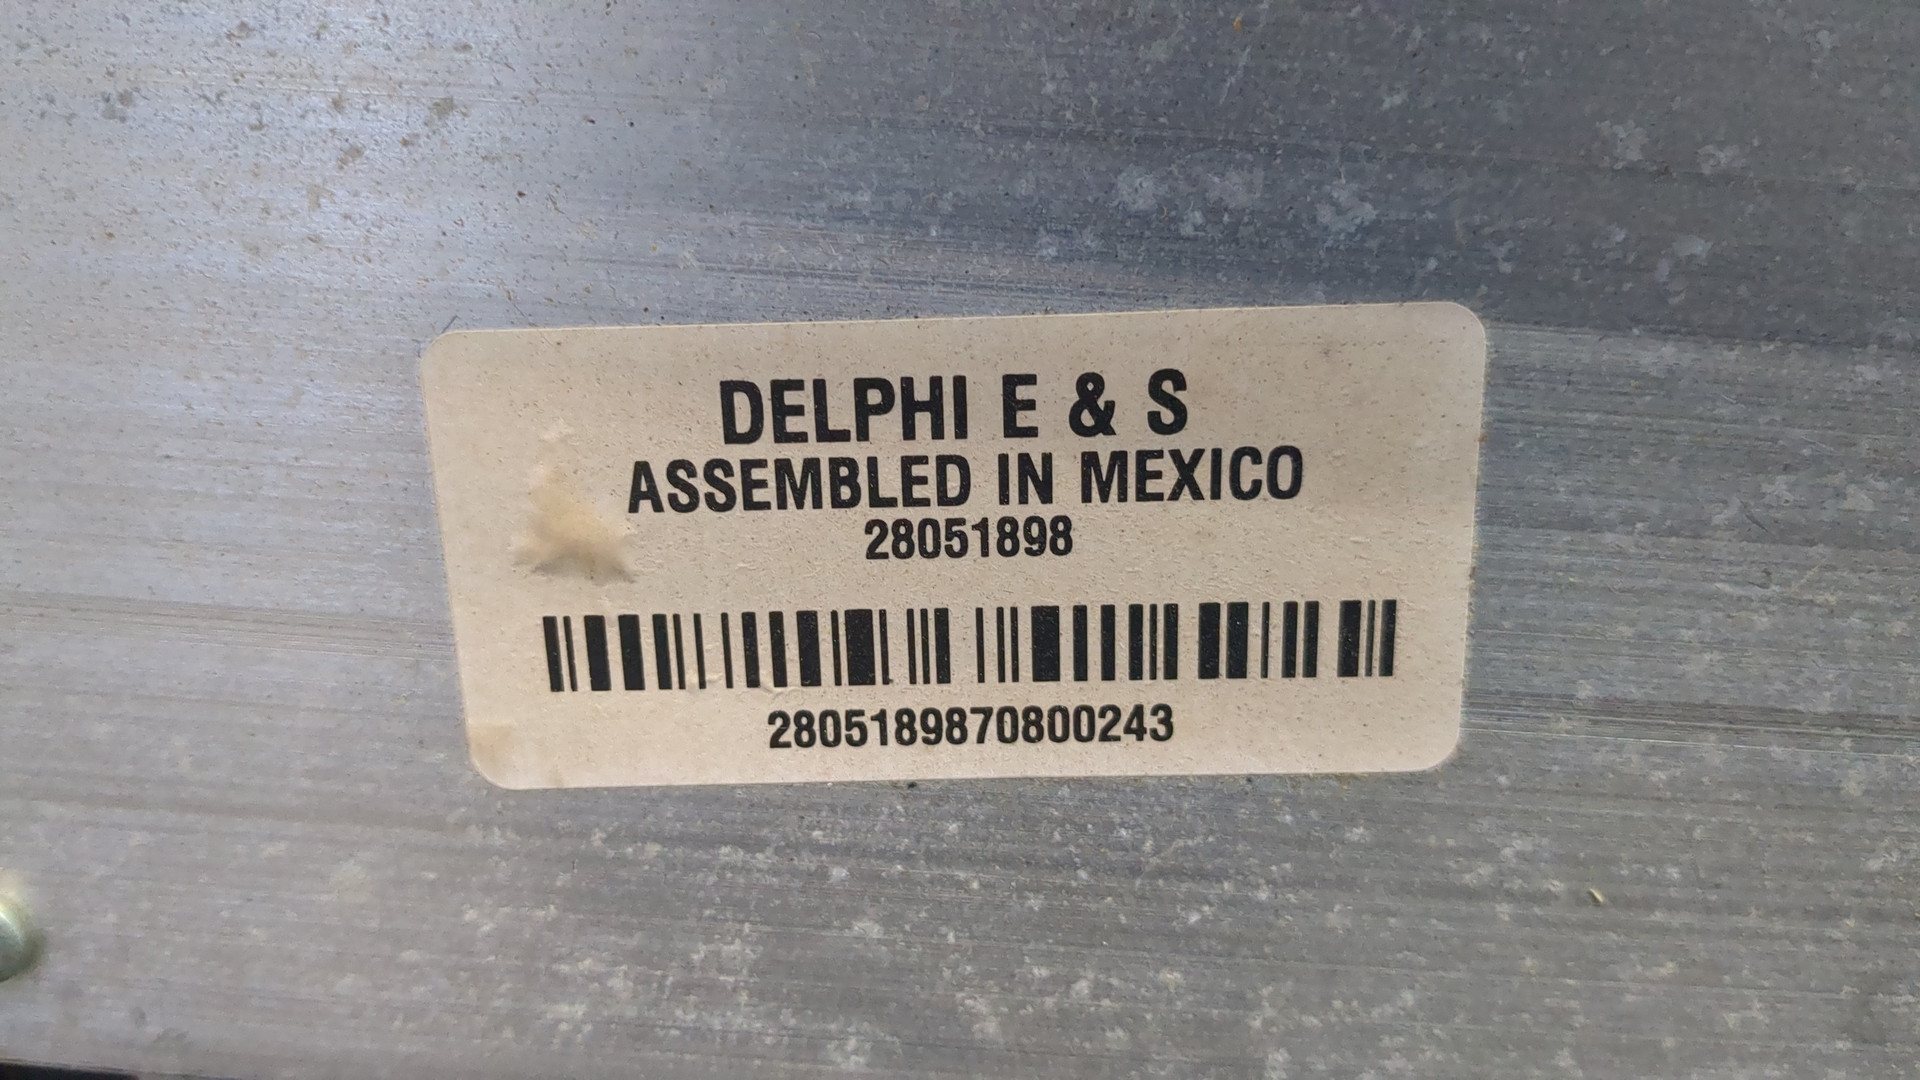 DELPHI E & S
ASSEMBLED IN MEXICO
28051898
2805189870800243